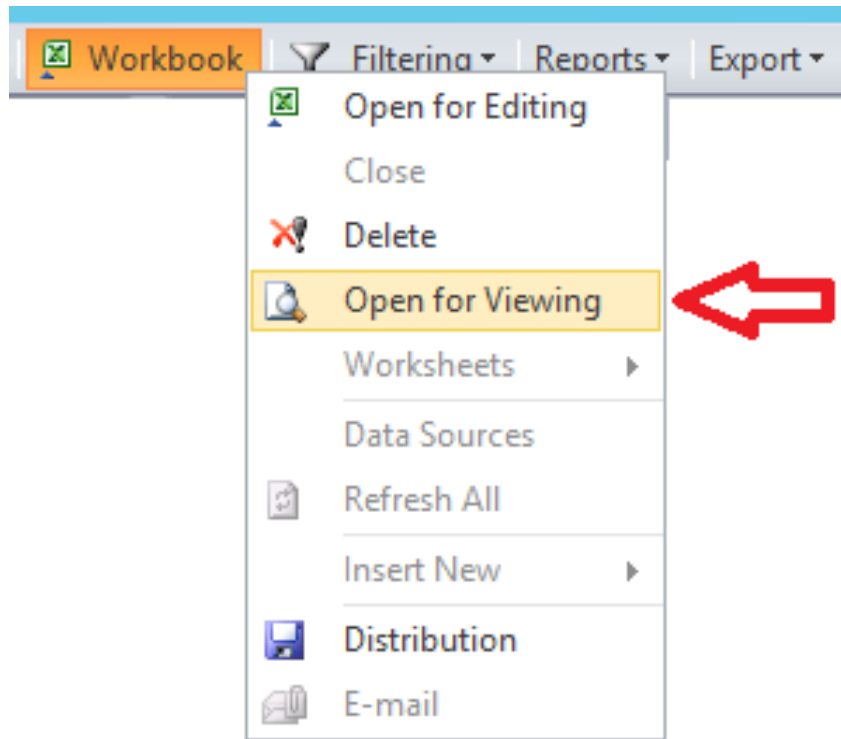 Workbook Filtering Reports Export
Open for Editing
Close
Delete
Open for Viewing
Worksheets
Data Sources
Refresh All
Insert New
Distribution
E-mail